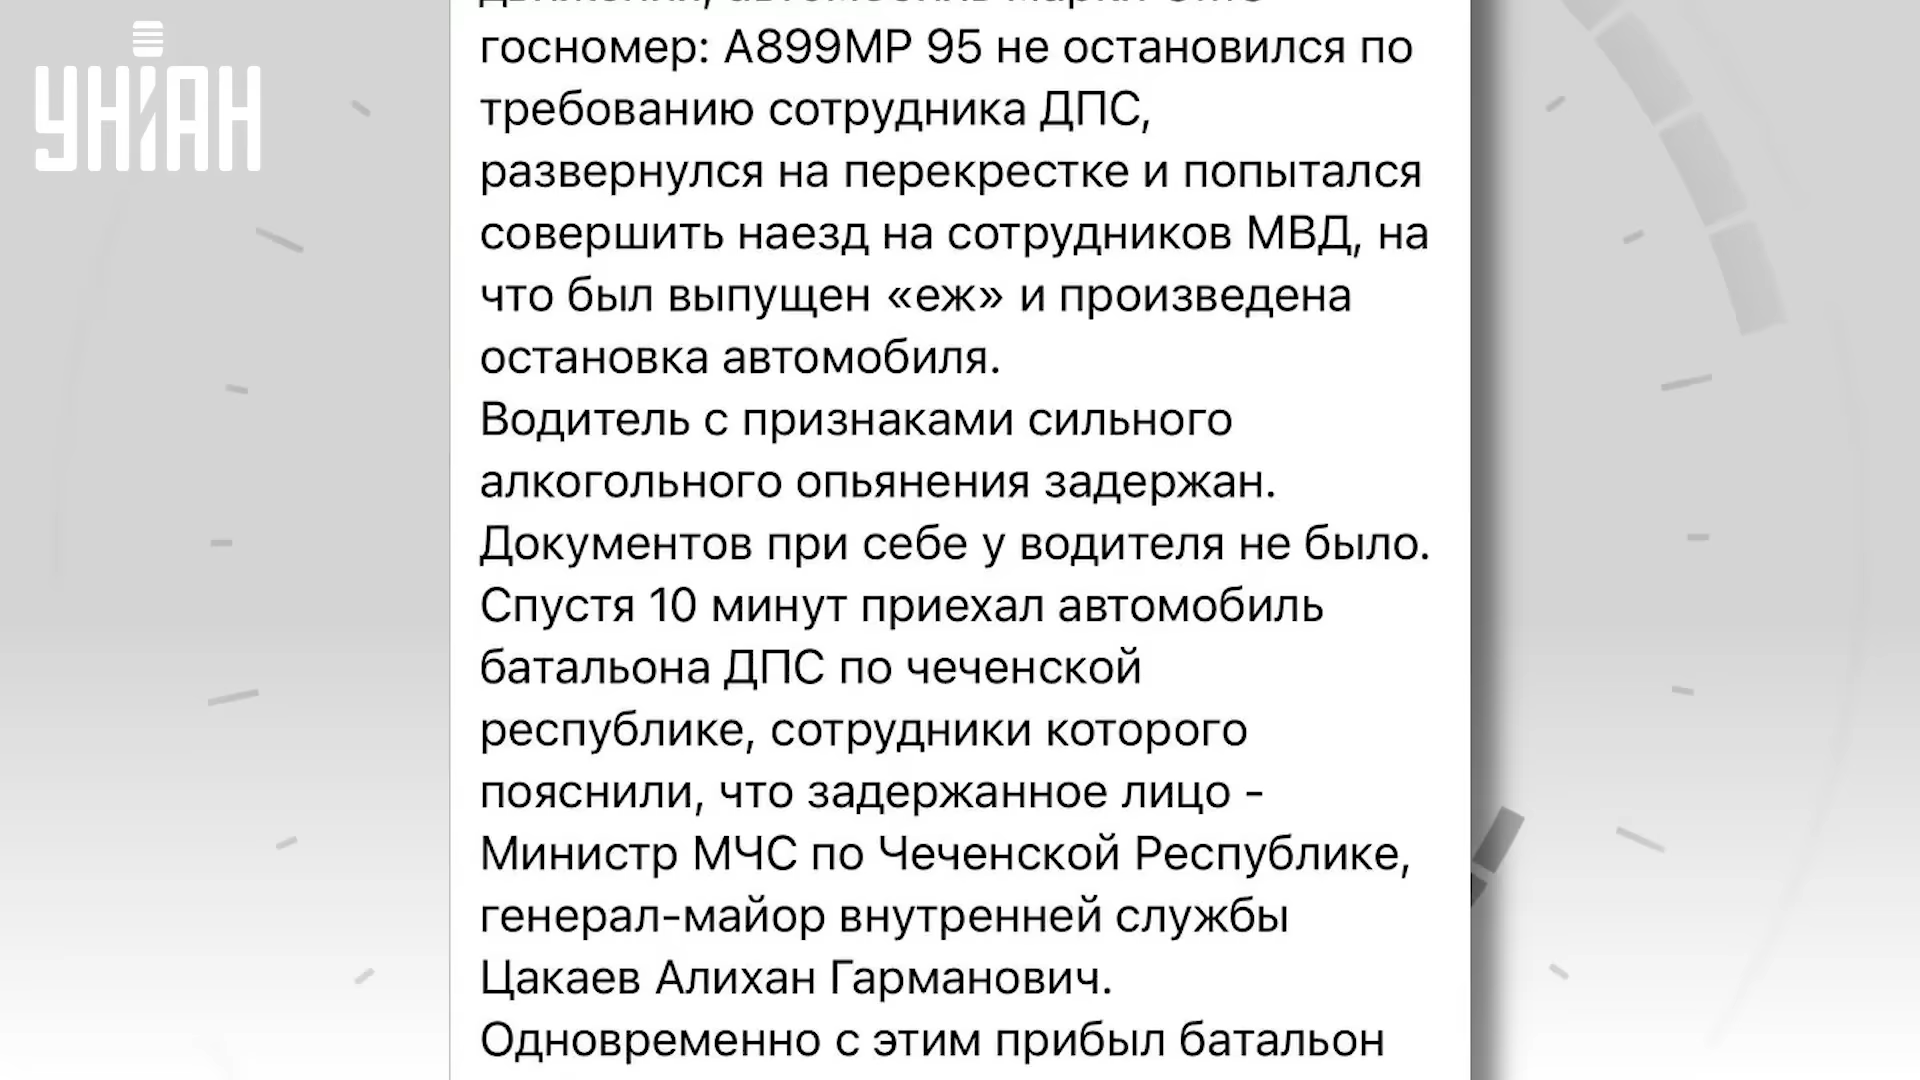 УНІАН
госномер: А899МР 95 не остановился по
требованию сотрудника ДПС,
развернулся на перекрестке и попытался
совершить наезд на сотрудников МВД, на
что был выпущен «еж» и произведена
остановка автомобиля.
Водитель с признаками сильного
алкогольного опьянения задержан.
Документов при себе у водителя не было.
Спустя 10 минут приехал автомобиль
батальона ДПС по чеченской
республике, сотрудники которого
пояснили, что задержанное лицо -
Министр МЧС по Чеченской Республике,
генерал-майор внутренней службы
Цакаев Алихан Гарманович.
Одновременно с этим прибыл батальон